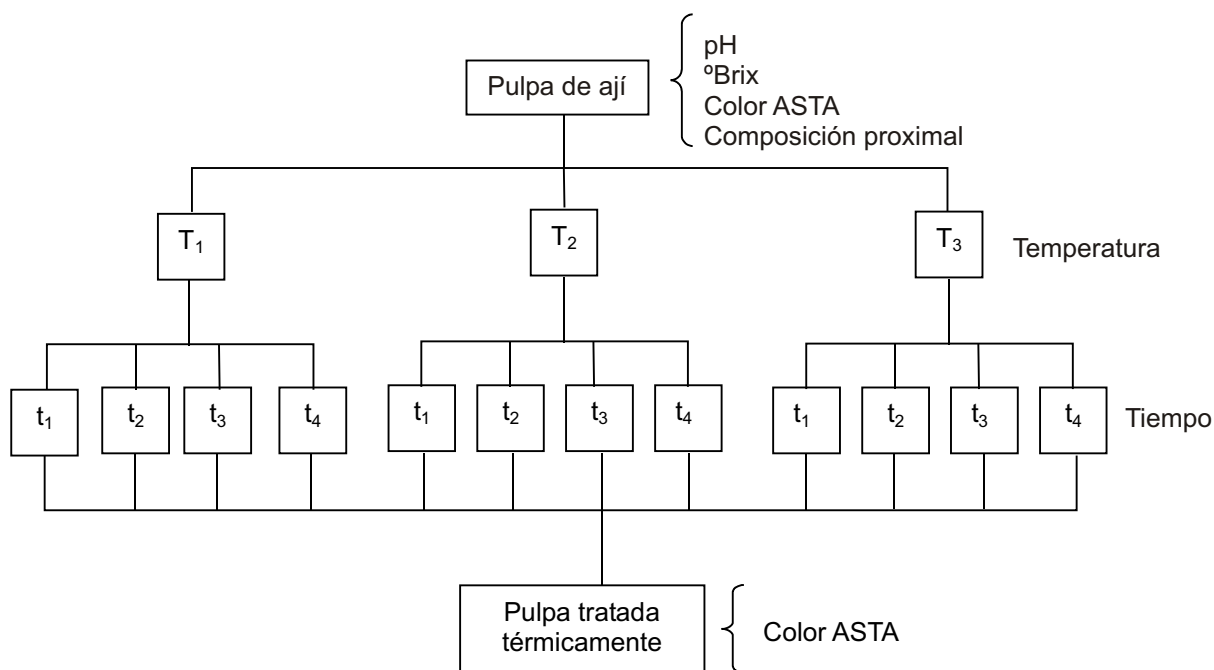 pH
ºBrix
Pulpa de ají
Color ASTA
Composición proximal
T₁ T₂ T₃ Temperatura
t₁ t₂ t₃ t₄ t₁ t₂ t₃ t₄ t₁ t₂ t₃ t₄ Tiempo
Pulpa tratada
térmicamente
Color ASTA